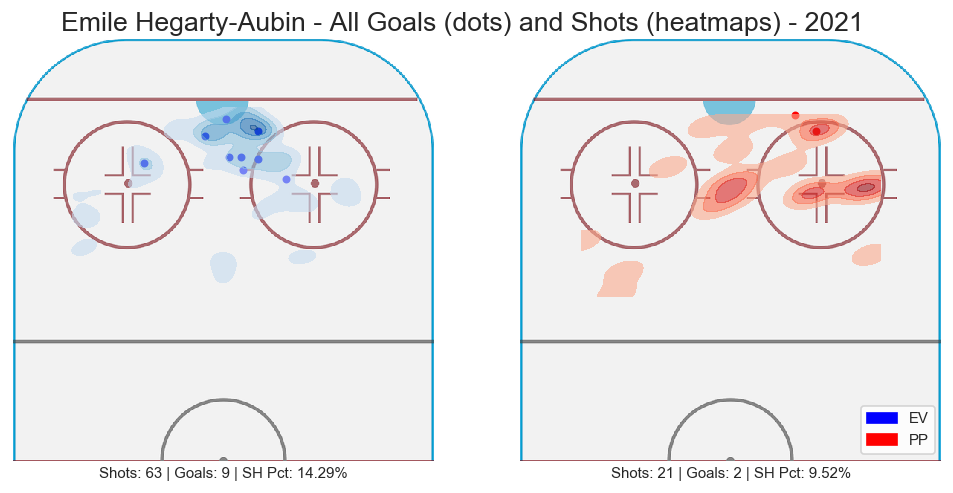 Emile Hegarty-Aubin - All Goals (dots) and Shots (heatmaps) - 2021
EV
PP
Shots: 63 | Goals: 9 | SH Pct: 14.29%
Shots: 21 | Goals: 2 | SH Pct: 9.52%